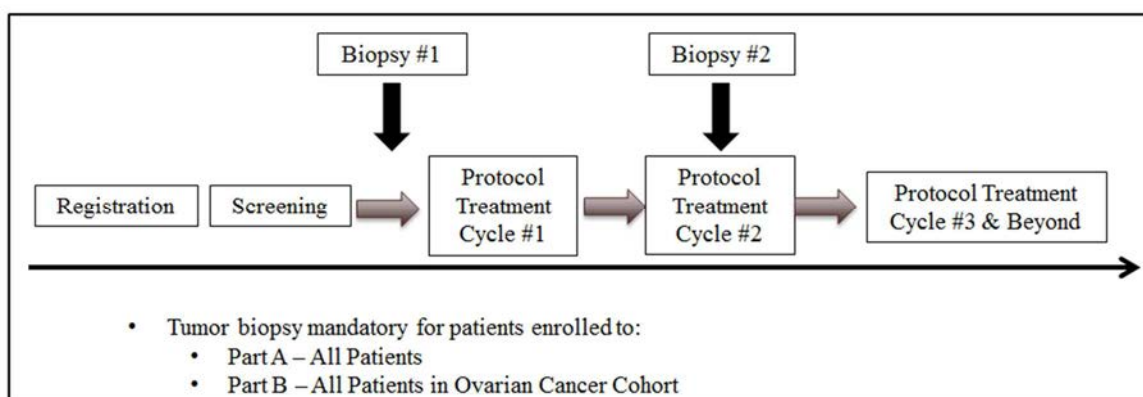 Biopsy #1
Biopsy #2
Registration
Screening
Protocol
Treatment
Cycle #1
Protocol
Treatment
Cycle #2
Protocol Treatment
Cycle #3 & Beyond
• Tumor biopsy mandatory for patients enrolled to:
• Part A – All Patients
• Part B – All Patients in Ovarian Cancer Cohort